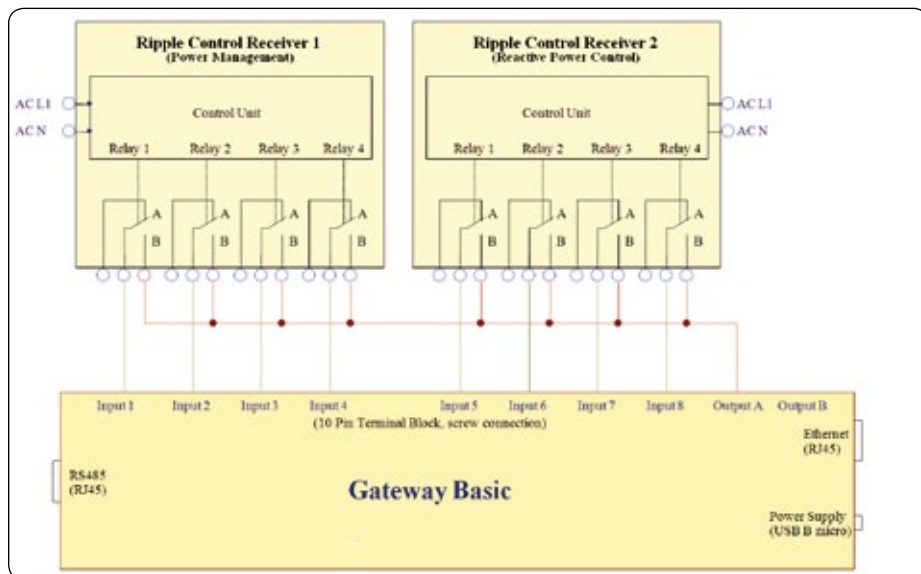 Ripple Control Receiver 1
(Power Management)
AC L1
AC N
Control Unit
Relay 1 Relay 2 Relay 3 Relay 4
A A A A
B B B B
Ripple Control Receiver 2
(Reactive Power Control)
AC L1
AC N
Control Unit
Relay 1 Relay 2 Relay 3 Relay 4
A A A A
B B B B
Input 1 Input 2 Input 3 Input 4 Input 5 Input 6 Input 7 Input 8 Output A Output B
(10 Pin Terminal Block, screw connection)
Ethernet
(RJ45)
RS485
(RJ45)
Gateway Basic
Power Supply
(USB B micro)